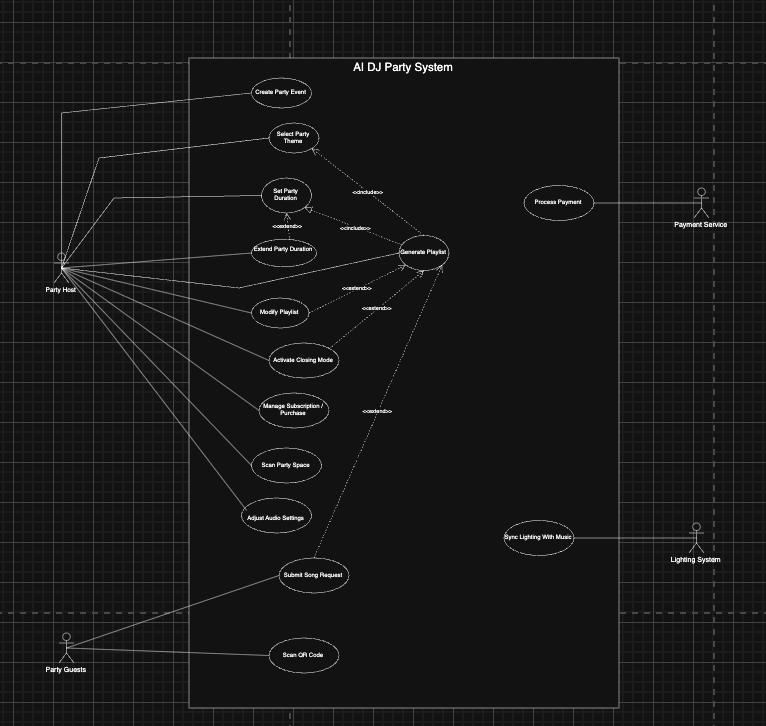 AI DJ Party System
Create Party Event
Select Party
Theme
<<include>>
Set Party
Duration
Process Payment
Payment Service
<<extend>>
<<include>>
Extend Party Duration
Generate Playlist
Party Host
<<extend>>
Modify Playlist
<<extend>>
Activate Closing Mode
Manage Subscription /
Purchase
<<extend>>
Scan Party Space
Adjust Audio Settings
Sync Lighting With Music
Lighting System
Submit Song Request
Scan QR Code
Party Guests